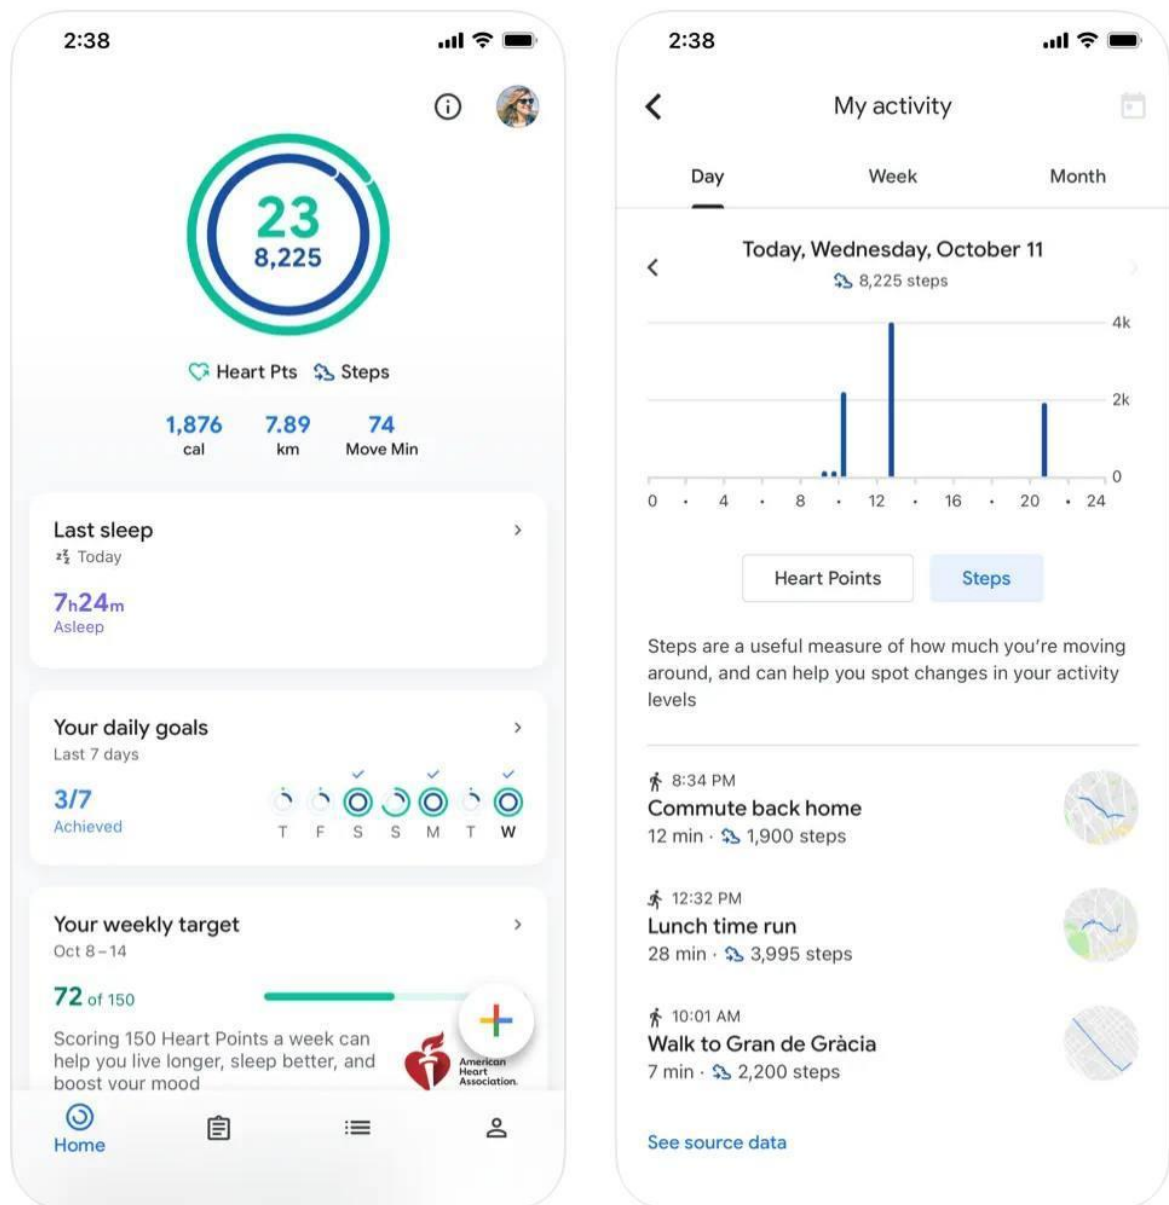 2:38
23
8,225
Heart Pts Steps
1,876 7.89 74
cal km Move Min
Last sleep
Today
7h24m
Asleep
Your daily goals
Last 7 days
3/7
Achieved
T F S S M T W
Your weekly target
Oct 8 – 14
72 of 150
Scoring 150 Heart Points a week can
help you live longer, sleep better, and
boost your mood
American
Heart
Association.
Home
2:38
My activity
Day Week Month
Today, Wednesday, October 11
8,225 steps
4k
2k
0
0 · 4 · 8 · 12 · 16 · 20 · 24
Heart Points Steps
Steps are a useful measure of how much you’re moving
around, and can help you spot changes in your activity
levels
8:34 PM
Commute back home
12 min · 1,900 steps
12:32 PM
Lunch time run
28 min · 3,995 steps
10:01 AM
Walk to Gran de Gràcia
7 min · 2,200 steps
See source data